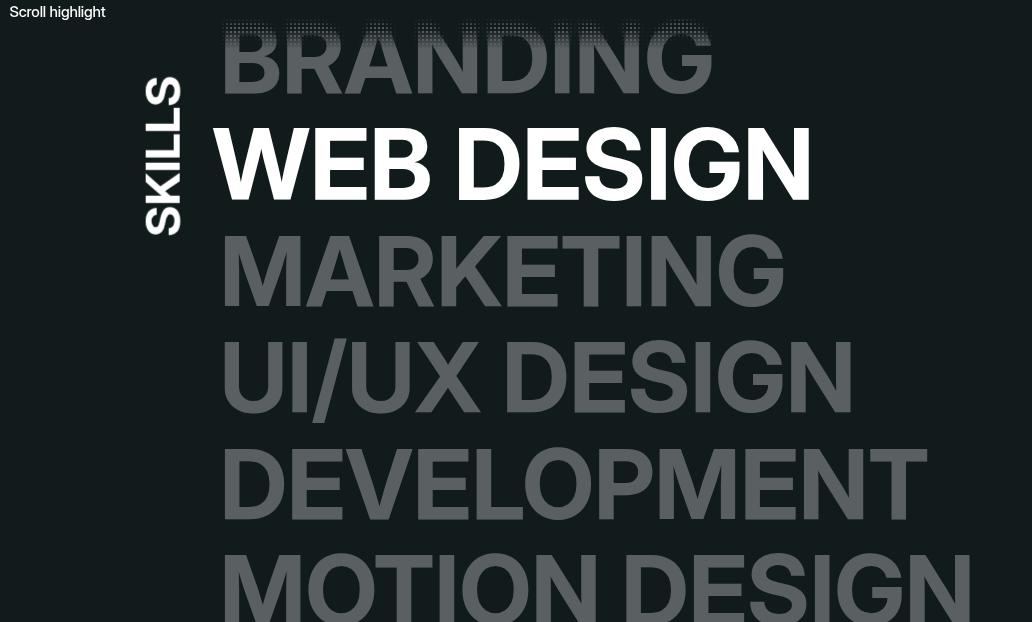 Scroll highlight
SKILLS
BRANDING
WEB DESIGN
MARKETING
UI/UX DESIGN
DEVELOPMENT
MOTION DESIGN